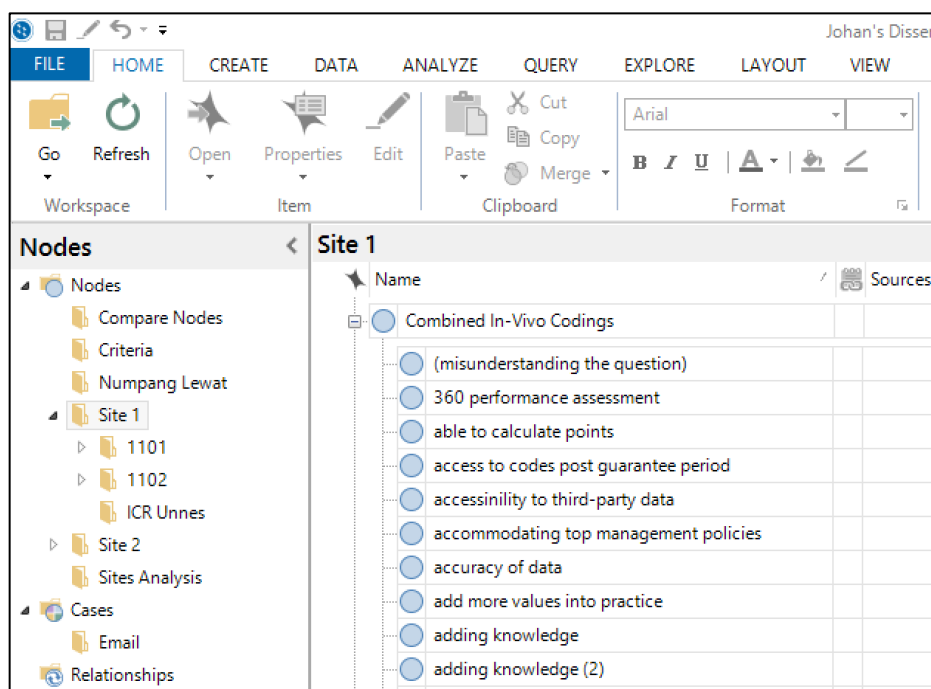 Johan's Disser
FILE HOME CREATE DATA ANALYZE QUERY EXPLORE LAYOUT VIEW
Go Refresh Open Properties Edit Paste Cut Copy Merge Arial B I U A
Workspace Item Clipboard Format
Nodes
Nodes
Compare Nodes
Criteria
Numpang Lewat
Site 1
1101
1102
ICR Unnes
Site 2
Sites Analysis
Cases
Email
Relationships
Site 1
Name Sources
Combined In-Vivo Codings
(misunderstanding the question)
360 performance assessment
able to calculate points
access to codes post guarantee period
accessinility to third-party data
accommodating top management policies
accuracy of data
add more values into practice
adding knowledge
adding knowledge (2)